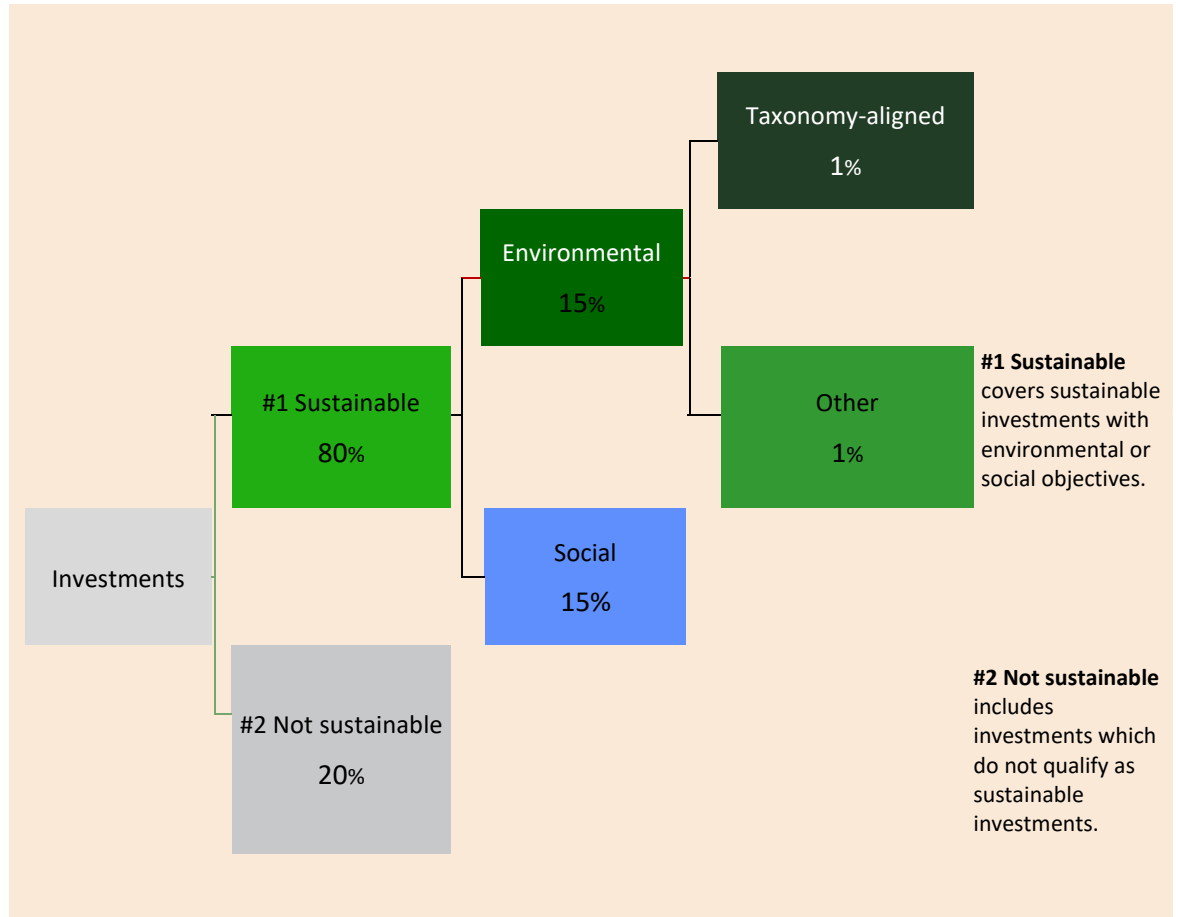 Taxonomy-aligned
1%
Environmental
15%
#1 Sustainable
80%
Other
1%
#1 Sustainable
covers sustainable
investments with
environmental or
social objectives.
Investments
Social
15%
#2 Not sustainable
20%
#2 Not sustainable
includes
investments which
do not qualify as
sustainable
investments.